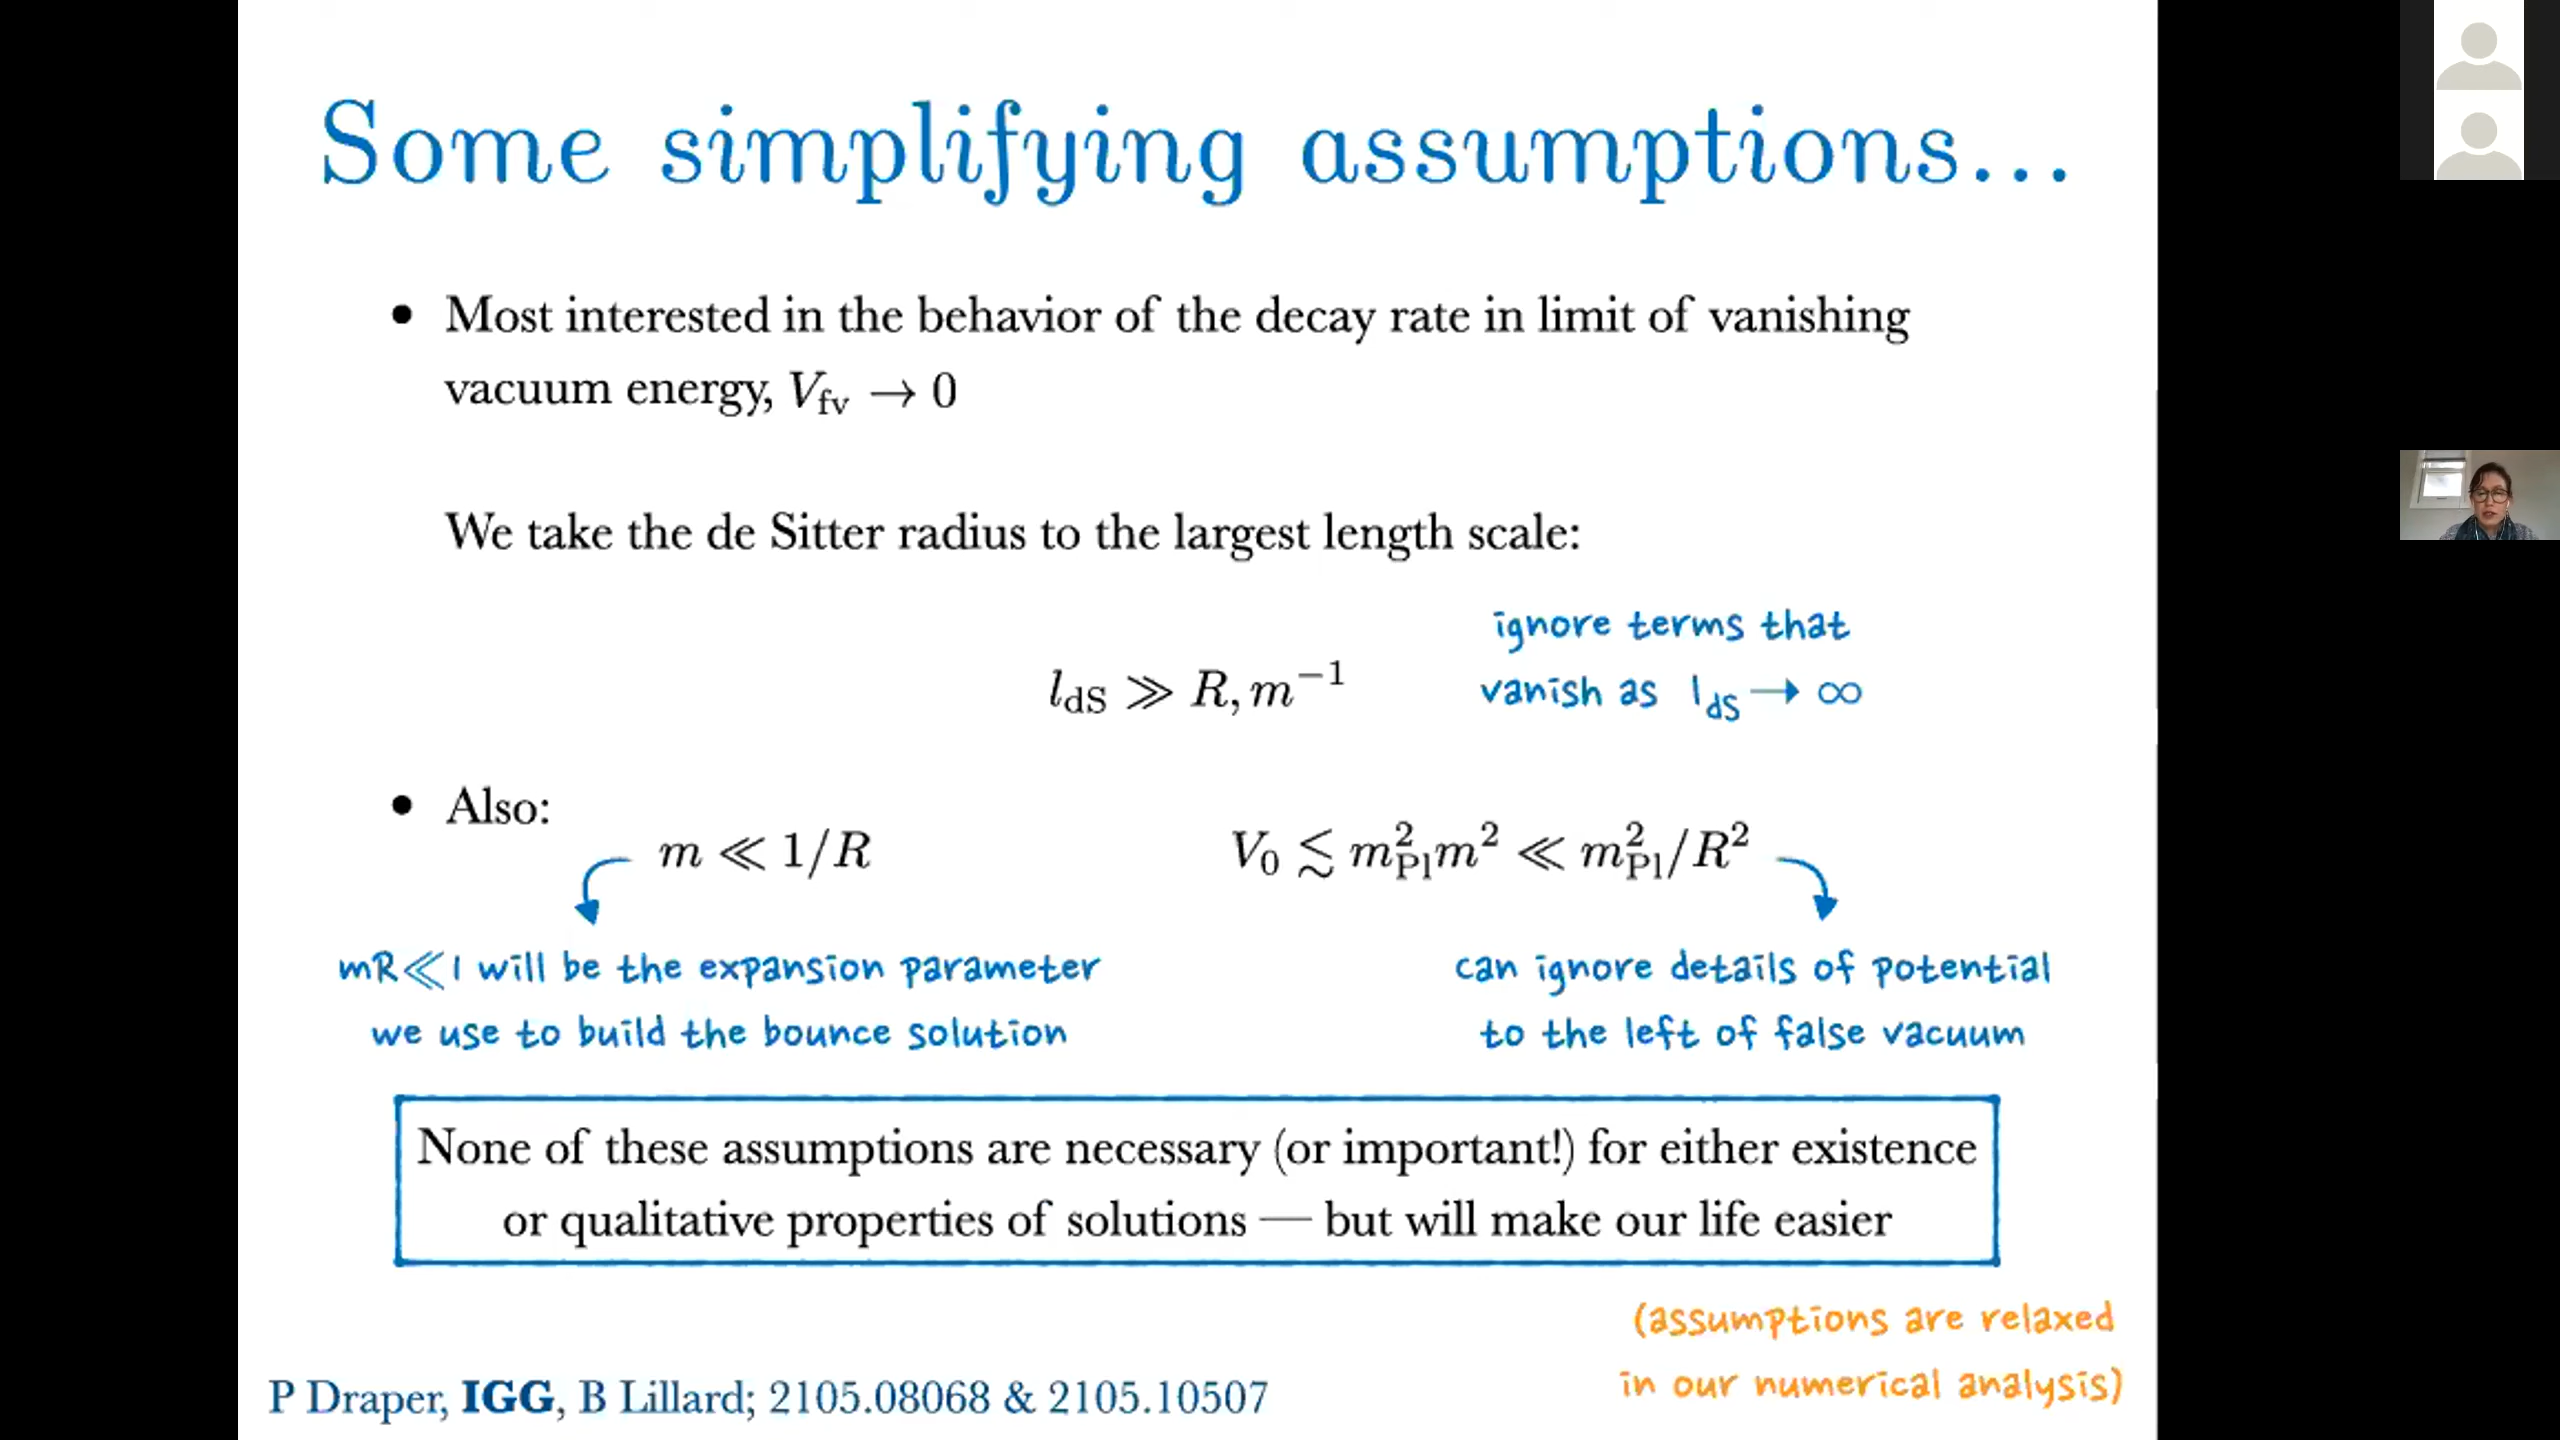 Some simplifying assumptions...
• Most interested in the behavior of the decay rate in limit of vanishing
vacuum energy, V_fv → 0
We take the de Sitter radius to the largest length scale:
ignore terms that
l_dS ≫ R, m^−1
vanish as l_dS → ∞
• Also:
m ≪ 1/R
V_0 ≲ m_Pl^2 m^2 ≪ m_Pl^2/R^2
mR≪1 will be the expansion parameter
we use to build the bounce solution
can ignore details of potential
to the left of false vacuum
None of these assumptions are necessary (or important!) for either existence
or qualitative properties of solutions — but will make our life easier
(assumptions are relaxed
in our numerical analysis)
P Draper, IGG, B Lillard; 2105.08068 & 2105.10507